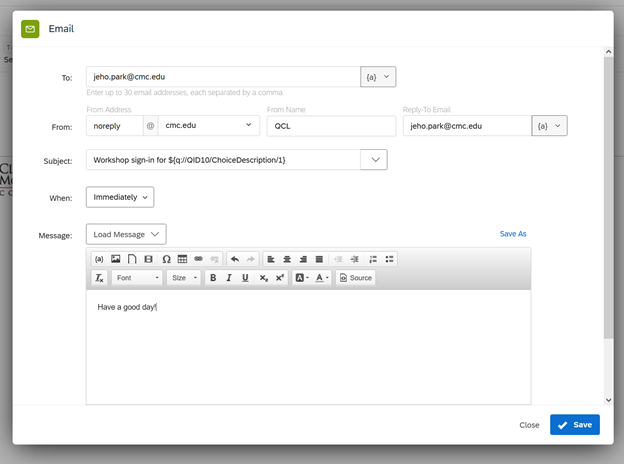 Email
To:
jeho.park@cmc.edu
{a}
Enter up to 30 email addresses, each separated by a comma.
From Address
From Name
Reply-To Email
From:
noreply
@
cmc.edu
QCL
jeho.park@cmc.edu
{a}
Subject:
Workshop sign-in for ${q://QID10/ChoiceDescription/1}
When:
Immediately
Message:
Load Message
Save As
{a}
Ω
Font
Size
B
I
U
x₂
x²
A
A
Source
Have a good day!
Close
Save